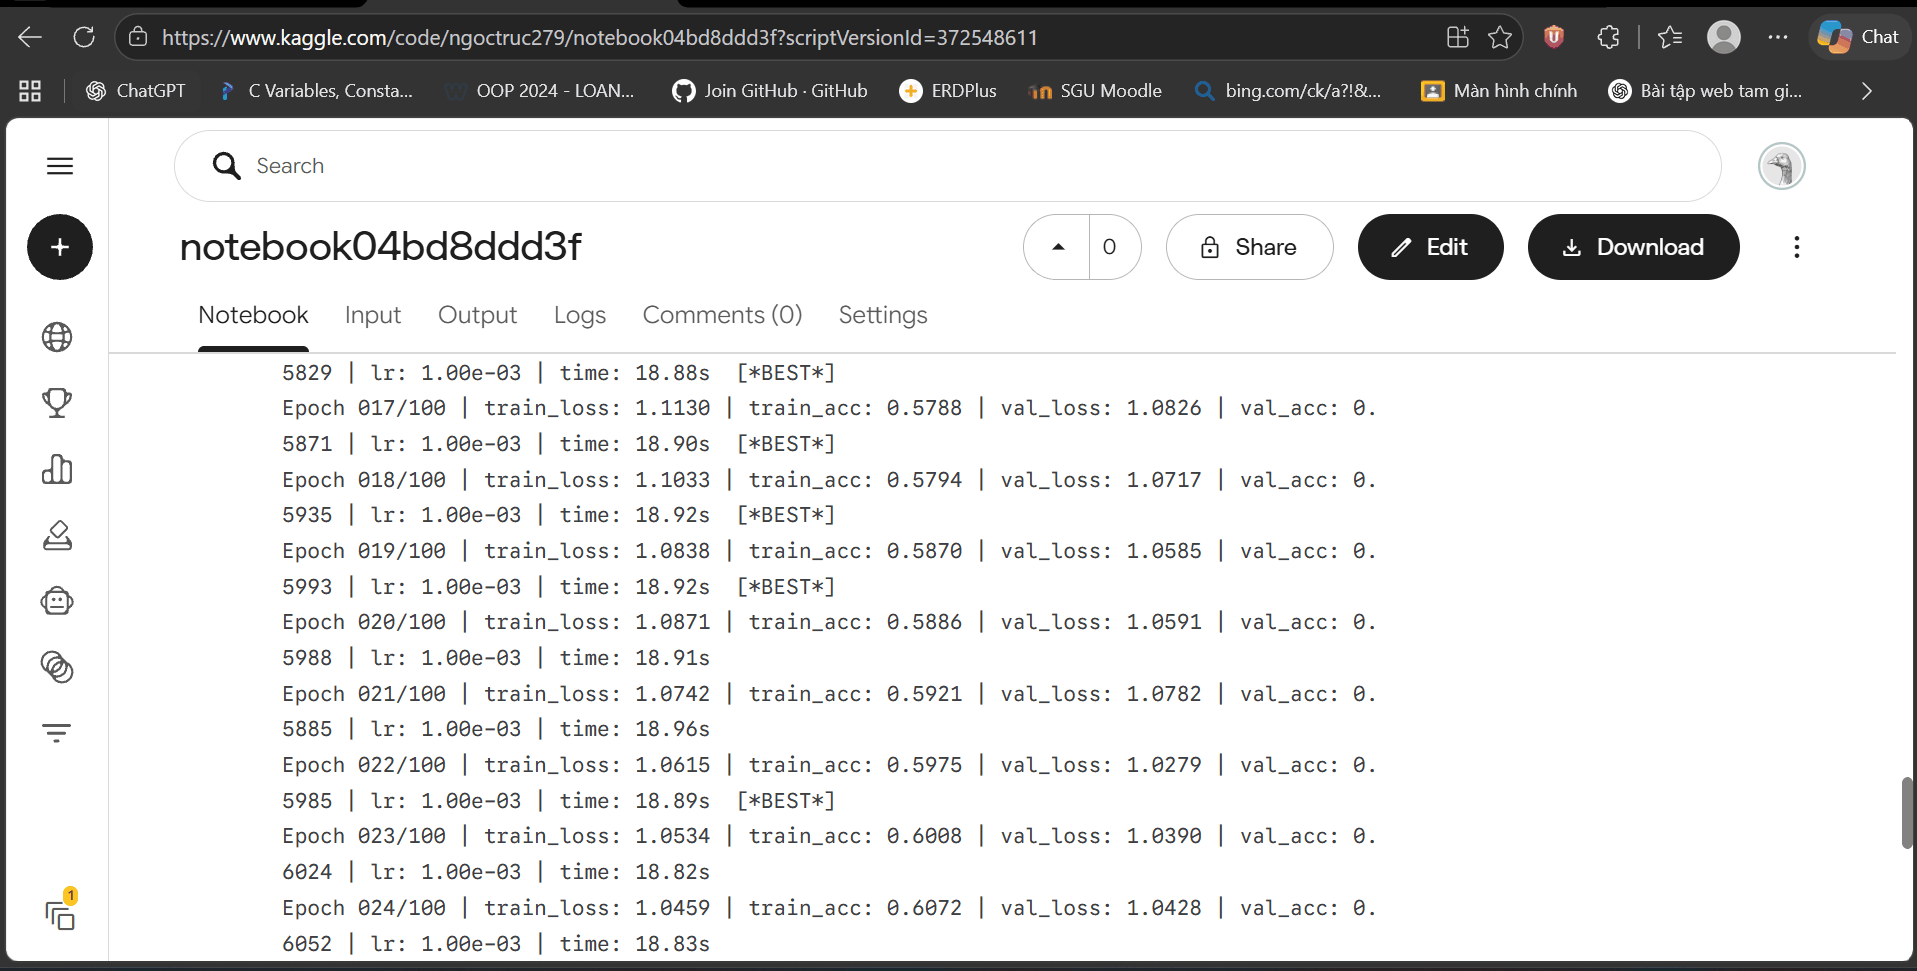 https://www.kaggle.com/code/ngoctruc279/notebook04bd8ddd3f?scriptVersionId=372548611
Chat
ChatGPT
C Variables, Consta...
OOP 2024 - LOAN...
Join GitHub · GitHub
ERDPlus
SGU Moodle
bing.com/ck/a?!&...
Màn hình chính
Bài tập web tam gi...
Search
notebook04bd8ddd3f
0
Share
Edit
Download
Notebook
Input
Output
Logs
Comments (0)
Settings
5829 | lr: 1.00e-03 | time: 18.88s  [*BEST*]
Epoch 017/100 | train_loss: 1.1130 | train_acc: 0.5788 | val_loss: 1.0826 | val_acc: 0.
5871 | lr: 1.00e-03 | time: 18.90s  [*BEST*]
Epoch 018/100 | train_loss: 1.1033 | train_acc: 0.5794 | val_loss: 1.0717 | val_acc: 0.
5935 | lr: 1.00e-03 | time: 18.92s  [*BEST*]
Epoch 019/100 | train_loss: 1.0838 | train_acc: 0.5870 | val_loss: 1.0585 | val_acc: 0.
5993 | lr: 1.00e-03 | time: 18.92s  [*BEST*]
Epoch 020/100 | train_loss: 1.0871 | train_acc: 0.5886 | val_loss: 1.0591 | val_acc: 0.
5988 | lr: 1.00e-03 | time: 18.91s
Epoch 021/100 | train_loss: 1.0742 | train_acc: 0.5921 | val_loss: 1.0782 | val_acc: 0.
5885 | lr: 1.00e-03 | time: 18.96s
Epoch 022/100 | train_loss: 1.0615 | train_acc: 0.5975 | val_loss: 1.0279 | val_acc: 0.
5985 | lr: 1.00e-03 | time: 18.89s  [*BEST*]
Epoch 023/100 | train_loss: 1.0534 | train_acc: 0.6008 | val_loss: 1.0390 | val_acc: 0.
6024 | lr: 1.00e-03 | time: 18.82s
Epoch 024/100 | train_loss: 1.0459 | train_acc: 0.6072 | val_loss: 1.0428 | val_acc: 0.
6052 | lr: 1.00e-03 | time: 18.83s
1